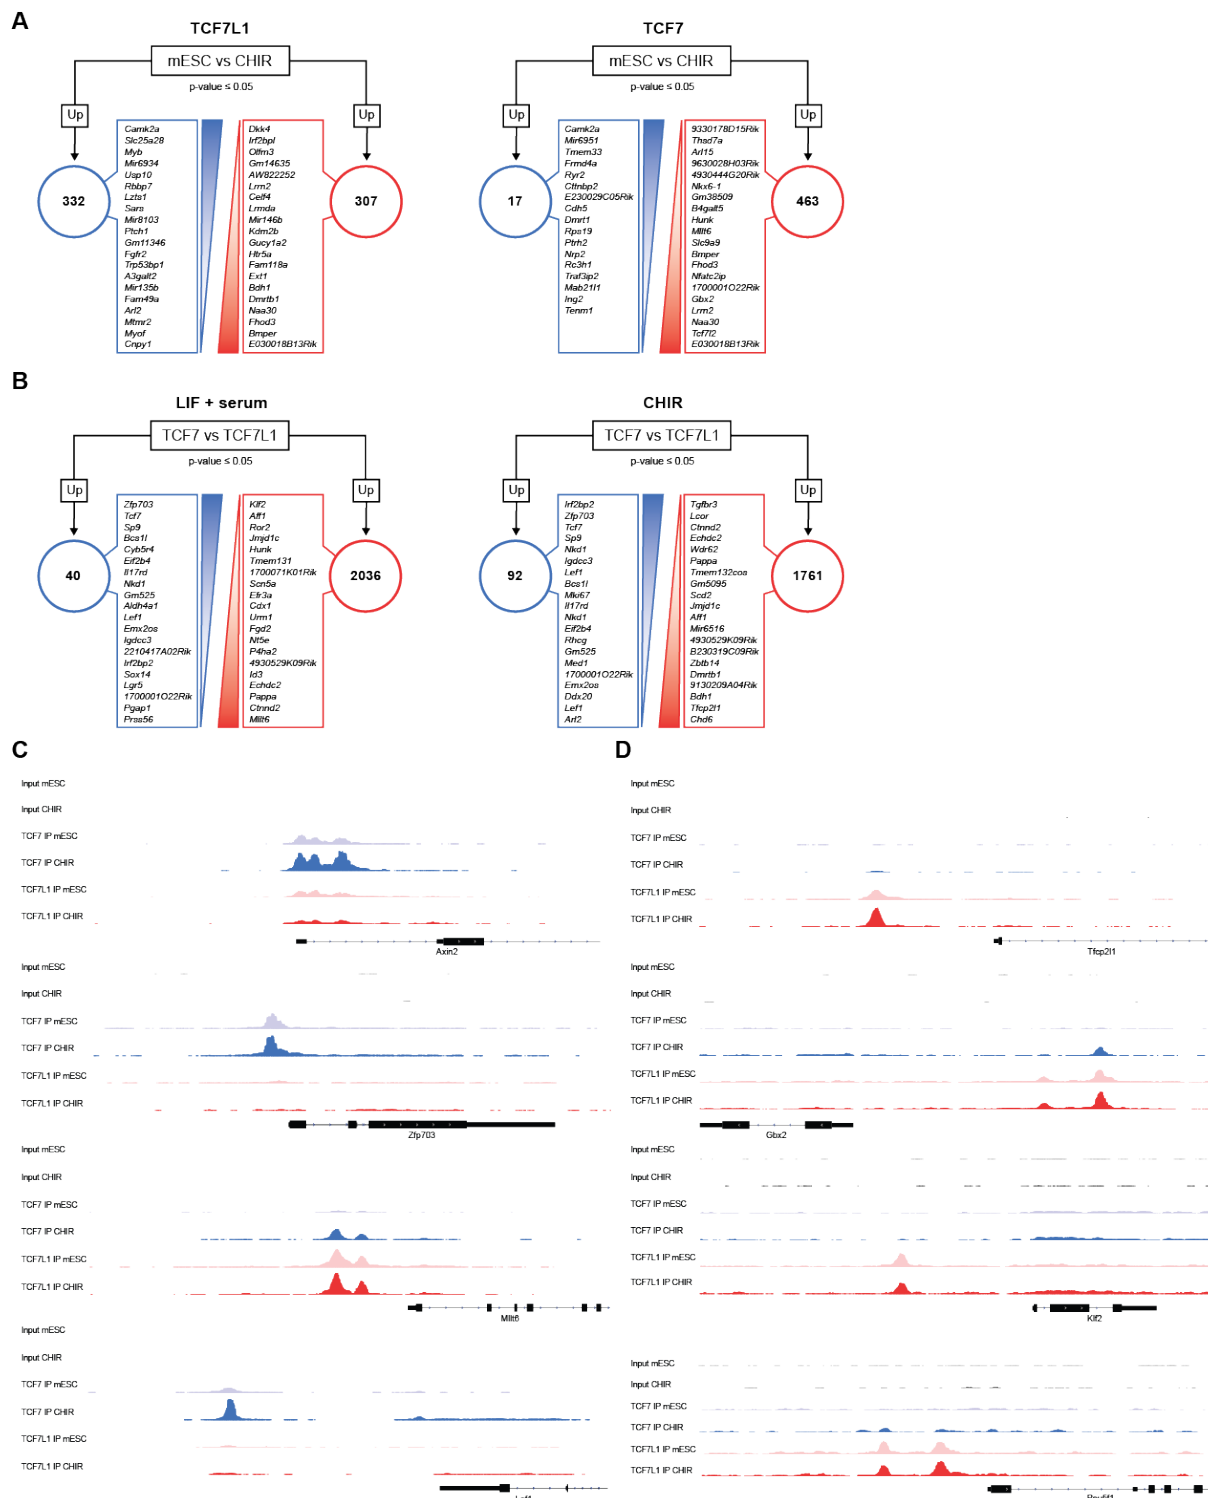 A
TCF7L1
mESC vs CHIR
p-value ≤ 0.05
Up
Up
332
Camk2a
Slc25a28
Myb
Mir6934
Usp10
Rbbp7
Lzts1
Sars
Mir8103
Ptch1
Gm11346
Fgfr2
Trp53bp1
A3galt2
Mir135b
Fam49a
Arl2
Mtmr2
Myof
Cnpy1
Dkk4
Irf2bpl
Olfm3
Gm14635
AW822252
Lrrn2
Celf4
Lrmda
Mir146b
Kdm2b
Gucy1a2
Htr5a
Fam118a
Ext1
Bdh1
Dmrtb1
Naa30
Fhod3
Bmper
E030018B13Rik
307
TCF7
mESC vs CHIR
p-value ≤ 0.05
Up
Up
17
Camk2a
Mir6951
Tmem33
Frmd4a
Ryr2
Cttnbp2
E230029C05Rik
Cdh5
Dmrt1
Rps19
Ptrh2
Nrp2
Rc3h1
Traf3ip2
Mab21l1
Ing2
Tenm1
9330178D15Rik
Thsd7a
Arl15
9630028H03Rik
4930444G20Rik
Nkx6-1
Gm38509
B4galt5
Hunk
Mllt6
Slc9a9
Bmper
Fhod3
Nfatc2ip
1700001O22Rik
Gbx2
Lrrn2
Naa30
Tcf7l2
E030018B13Rik
463
B
LIF + serum
TCF7 vs TCF7L1
p-value ≤ 0.05
Up
Up
40
Zfp703
Tcf7
Sp9
Bcs1l
Cyb5r4
Eif2b4
Il17rd
Nkd1
Gm525
Aldh4a1
Lef1
Emx2os
Igdcc3
2210417A02Rik
Irf2bp2
Sox14
Lgr5
1700001O22Rik
Pgap1
Prss56
Klf2
Aff1
Ror2
Jmjd1c
Hunk
Tmem131
1700071K01Rik
Scn5a
Efr3a
Cdx1
Urm1
Fgd2
Nt5e
P4ha2
4930529K09Rik
Id3
Echdc2
Pappa
Ctnnd2
Mllt6
2036
CHIR
TCF7 vs TCF7L1
p-value ≤ 0.05
Up
Up
92
Irf2bp2
Zfp703
Tcf7
Sp9
Nkd1
Igdcc3
Lef1
Bcs1l
Mki67
Il17rd
Nkd1
Eif2b4
Rhcg
Gm525
Med1
1700001O22Rik
Emx2os
Ddx20
Lef1
Arl2
Tgfbr3
Lcor
Ctnnd2
Echdc2
Wdr62
Pappa
Tmem132cos
Gm5095
Scd2
Jmjd1c
Aff1
Mir6516
4930529K09Rik
B230319C09Rik
Zbtb14
Dmrtb1
9130209A04Rik
Bdh1
Tfcp2l1
Chd6
1761
C
Input mESC
Input CHIR
TCF7 IP mESC
TCF7 IP CHIR
TCF7L1 IP mESC
TCF7L1 IP CHIR
Axin2
Input mESC
Input CHIR
TCF7 IP mESC
TCF7 IP CHIR
TCF7L1 IP mESC
TCF7L1 IP CHIR
Zfp703
Input mESC
Input CHIR
TCF7 IP mESC
TCF7 IP CHIR
TCF7L1 IP mESC
TCF7L1 IP CHIR
Mllt6
Input mESC
Input CHIR
TCF7 IP mESC
TCF7 IP CHIR
TCF7L1 IP mESC
TCF7L1 IP CHIR
Lef1
D
Input mESC
Input CHIR
TCF7 IP mESC
TCF7 IP CHIR
TCF7L1 IP mESC
TCF7L1 IP CHIR
Tfcp2l1
Input mESC
Input CHIR
TCF7 IP mESC
TCF7 IP CHIR
TCF7L1 IP mESC
TCF7L1 IP CHIR
Gbx2
Input mESC
Input CHIR
TCF7 IP mESC
TCF7 IP CHIR
TCF7L1 IP mESC
TCF7L1 IP CHIR
Klf2
Input mESC
Input CHIR
TCF7 IP mESC
TCF7 IP CHIR
TCF7L1 IP mESC
TCF7L1 IP CHIR
Pou5f1